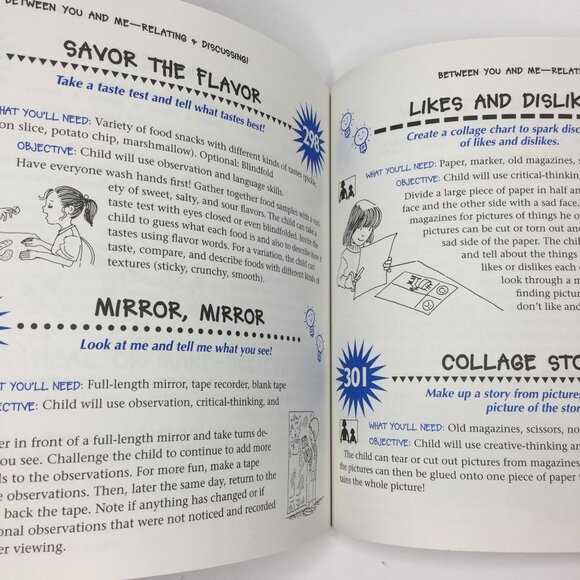 BETWEEN YOU AND ME—RELATING & DISCUSSING!
SAVOR THE FLAVOR
Take a taste test and tell what tastes best!
298
WHAT YOU'LL NEED: Variety of food snacks with different kinds of tastes (pickle,
on slice, potato chip, marshmallow). Optional: Blindfold
OBJECTIVE: Child will use observation and language skills.
Have everyone wash hands first! Gather together food samples with a vari-
ety of sweet, salty, and sour flavors. The child can take a
taste test with eyes closed or even blindfolded. Invite the
child to guess what each food is and also to describe how it
tastes using flavor words. For a variation, the child can
taste, compare, and describe foods with different kinds of
textures (sticky, crunchy, smooth).
MIRROR, MIRROR
Look at me and tell me what you see!
WHAT YOU'LL NEED: Full-length mirror, tape recorder, blank tape
OBJECTIVE: Child will use observation, critical-thinking, and
er in front of a full-length mirror and take turns de-
ou see. Challenge the child to continue to add more
ls to the observations. For more fun, make a tape
e observations. Then, later the same day, return to the
back the tape. Note if anything has changed or if
onal observations that were not noticed and recorded
er viewing.
BETWEEN YOU AND ME—RELATIN
LIKES AND DISLIK
Create a collage chart to spark disc
of likes and dislikes.
WHAT YOU'LL NEED: Paper, marker, old magazines,
OBJECTIVE: Child will use critical-thinking,
Divide a large piece of paper in half an
face and the other side with a sad face.
magazines for pictures of things he o
pictures can be cut or torn out and
sad side of the paper. The child
and tell about the things
likes or dislikes each
look through a m
finding pictur
don't like and
301
COLLAGE STO
Make up a story from pictures
picture of the stor
WHAT YOU'LL NEED: Old magazines, scissors, no
OBJECTIVE: Child will use creative-thinking an
The child can tear or cut out pictures from magazines
the pictures can then be glued onto one piece of paper t
tains the whole picture!